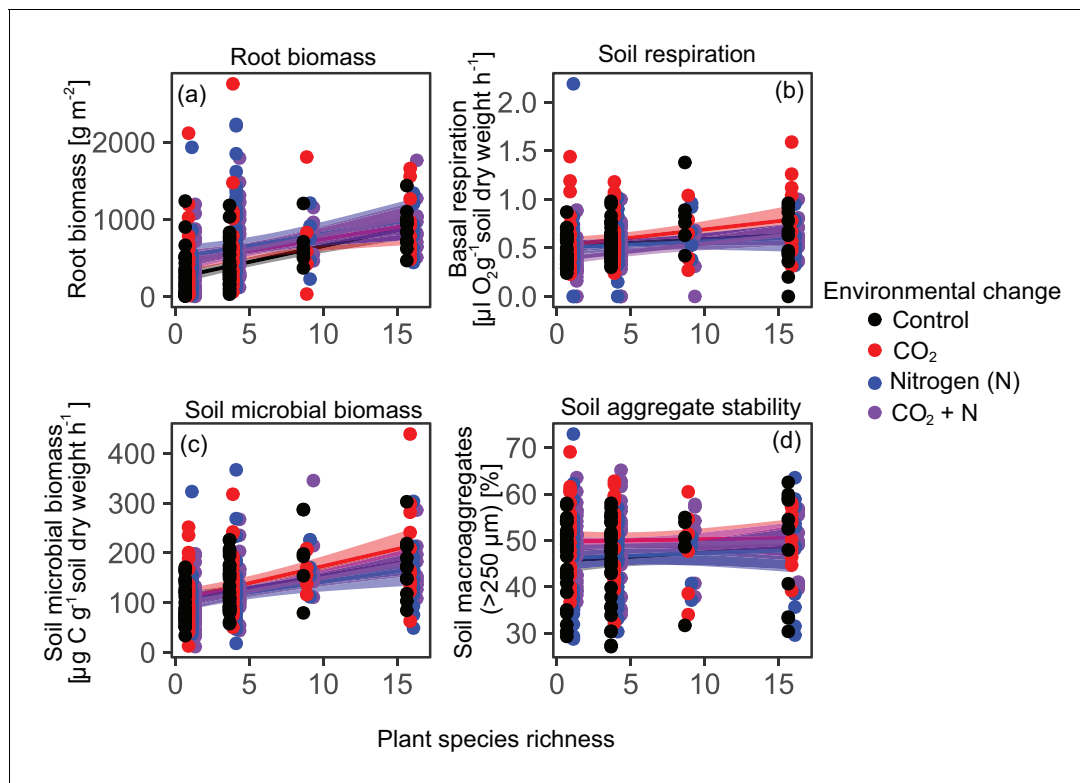 Root biomass
(a)
Root biomass [g m⁻²]
2000
1000
0
0 5 10 15
Soil respiration
(b)
Basal respiration
[µl O₂g⁻¹ soil dry weight h⁻¹]
2.0
1.5
1.0
0.5
0.0
0 5 10 15
Environmental change
Control
CO₂
Nitrogen (N)
CO₂ + N
Soil microbial biomass
(c)
Soil microbial biomass
[µg C g⁻¹ soil dry weight h⁻¹]
400
300
200
100
0
0 5 10 15
Soil aggregate stability
(d)
Soil macroaggregates
(>250 µm) [%]
70
60
50
40
30
0 5 10 15
Plant species richness